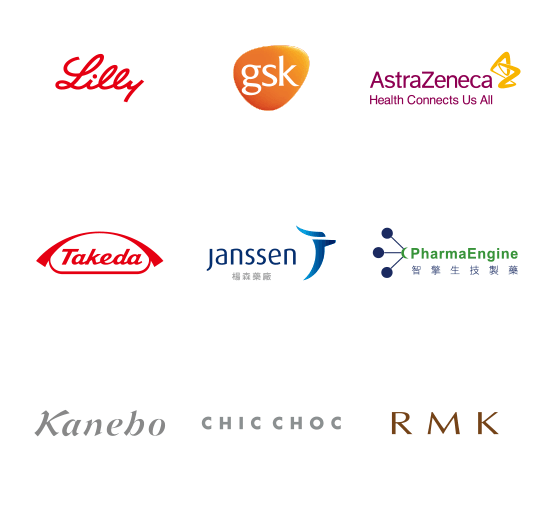 Lilly
gsk
AstraZeneca
Health Connects Us All
Takeda
janssen
楊森藥廠
PharmaEngine
智擎生技製藥
Kanebo
CHIC CHOC
RMK